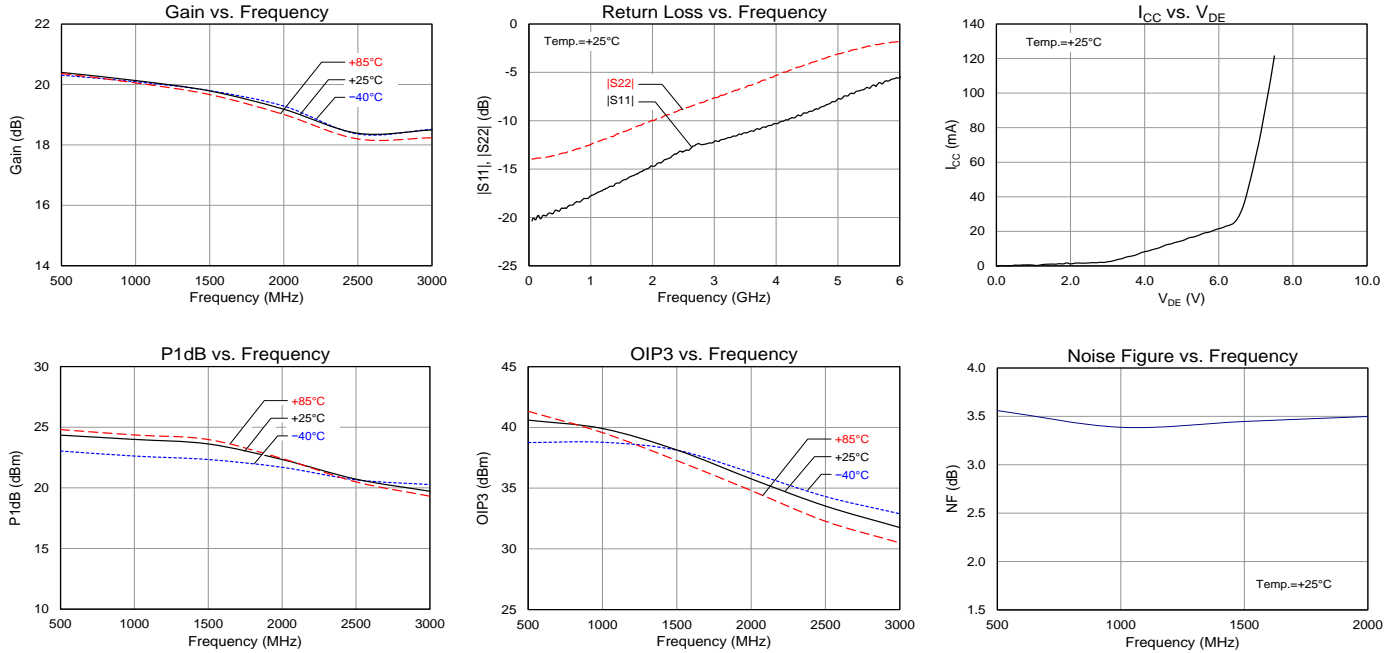 Gain vs. Frequency
22
20
18
16
14
Gain (dB)
+85°C
+25°C
−40°C
500 1000 1500 2000 2500 3000
Frequency (MHz)
Return Loss vs. Frequency
Temp.=+25°C
0
-5
-10
-15
-20
-25
|S11|, |S22| (dB)
|S22|
|S11|
0 1 2 3 4 5 6
Frequency (GHz)
ICC vs. VDE
Temp.=+25°C
140
120
100
80
60
40
20
0
ICC (mA)
0.0 2.0 4.0 6.0 8.0 10.0
VDE (V)
P1dB vs. Frequency
30
25
20
15
10
P1dB (dBm)
+85°C
+25°C
−40°C
500 1000 1500 2000 2500 3000
Frequency (MHz)
OIP3 vs. Frequency
45
40
35
30
25
OIP3 (dBm)
+85°C
+25°C
−40°C
500 1000 1500 2000 2500 3000
Frequency (MHz)
Noise Figure vs. Frequency
4.0
3.5
3.0
2.5
2.0
1.5
NF (dB)
Temp.=+25°C
500 1000 1500 2000
Frequency (MHz)